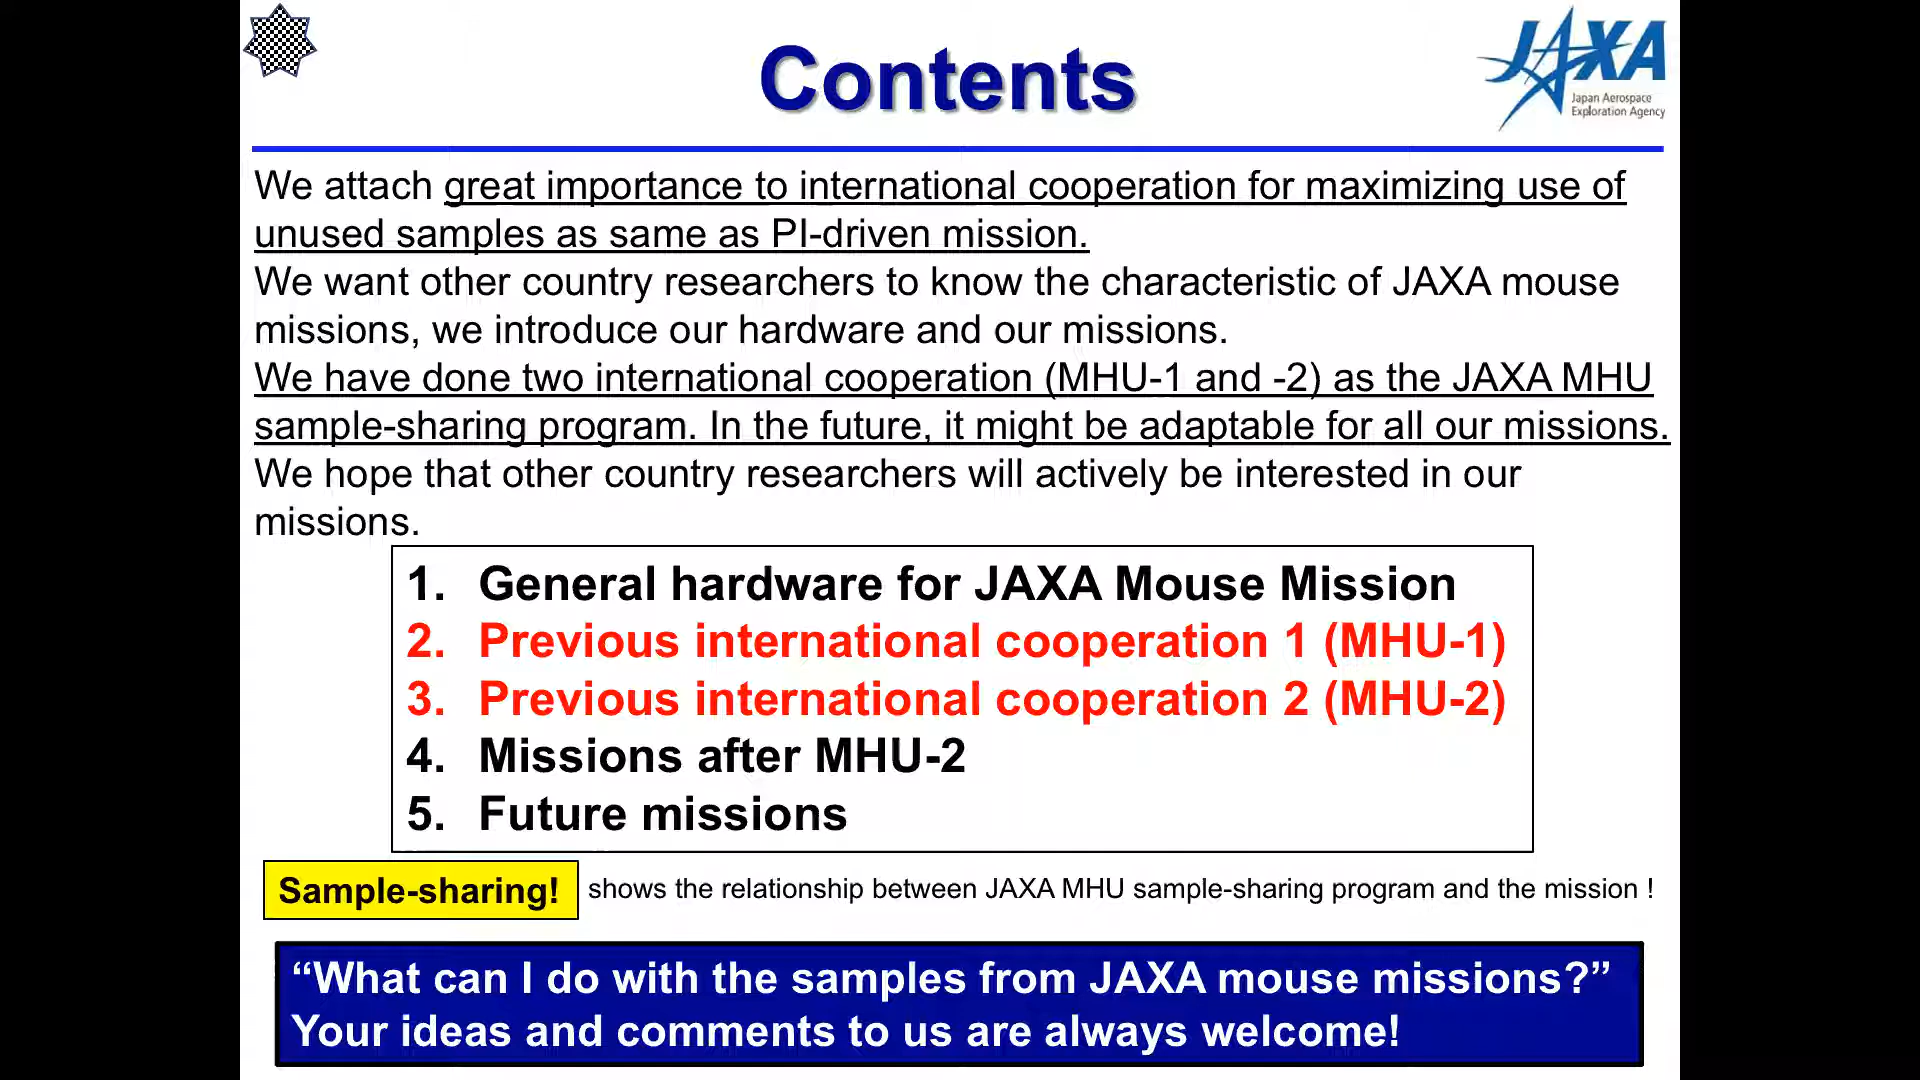 Contents
JAXA
Japan Aerospace
Exploration Agency
We attach great importance to international cooperation for maximizing use of
unused samples as same as PI-driven mission.
We want other country researchers to know the characteristic of JAXA mouse
missions, we introduce our hardware and our missions.
We have done two international cooperation (MHU-1 and -2) as the JAXA MHU
sample-sharing program. In the future, it might be adaptable for all our missions.
We hope that other country researchers will actively be interested in our
missions.
1. General hardware for JAXA Mouse Mission
2. Previous international cooperation 1 (MHU-1)
3. Previous international cooperation 2 (MHU-2)
4. Missions after MHU-2
5. Future missions
Sample-sharing! shows the relationship between JAXA MHU sample-sharing program and the mission !
“What can I do with the samples from JAXA mouse missions?”
Your ideas and comments to us are always welcome!